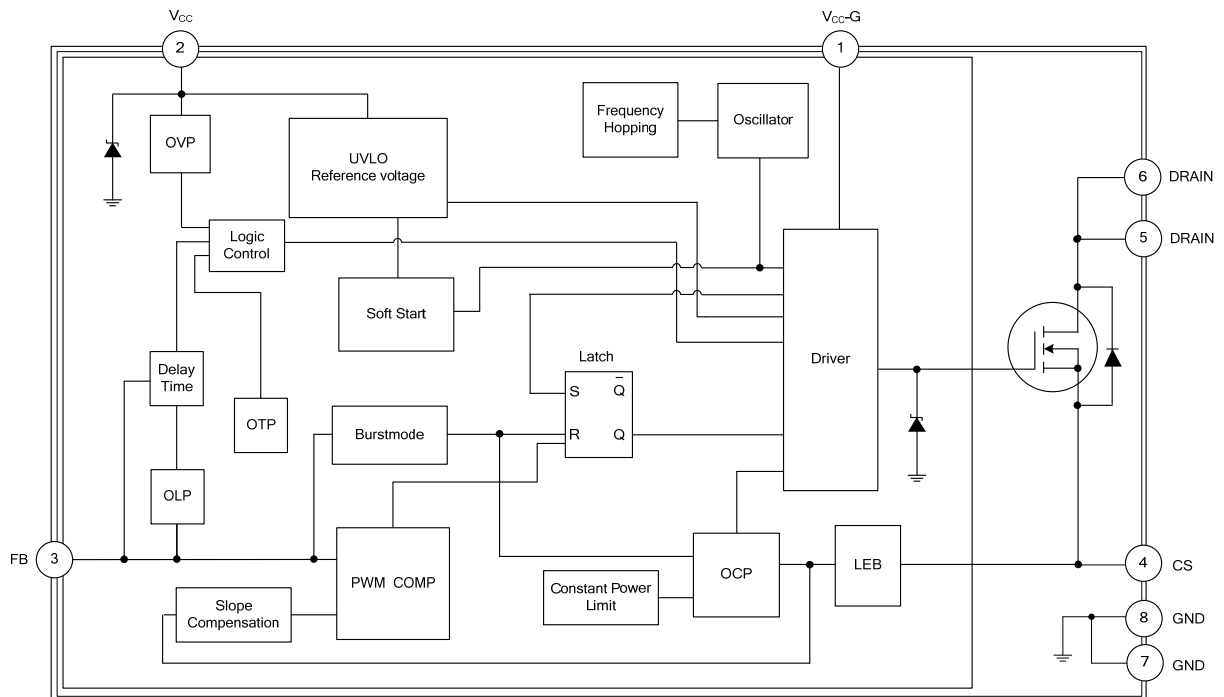 VCC
VCC-G
2
1
Frequency
Hopping
Oscillator
OVP
UVLO
Reference voltage
6
DRAIN
5
DRAIN
Logic
Control
Soft Start
Driver
Latch
Delay
Time
S
Q̅
OTP
Burstmode
R
Q
OLP
FB
3
PWM COMP
OCP
LEB
4
CS
Constant Power
Limit
Slope
Compensation
8
GND
7
GND